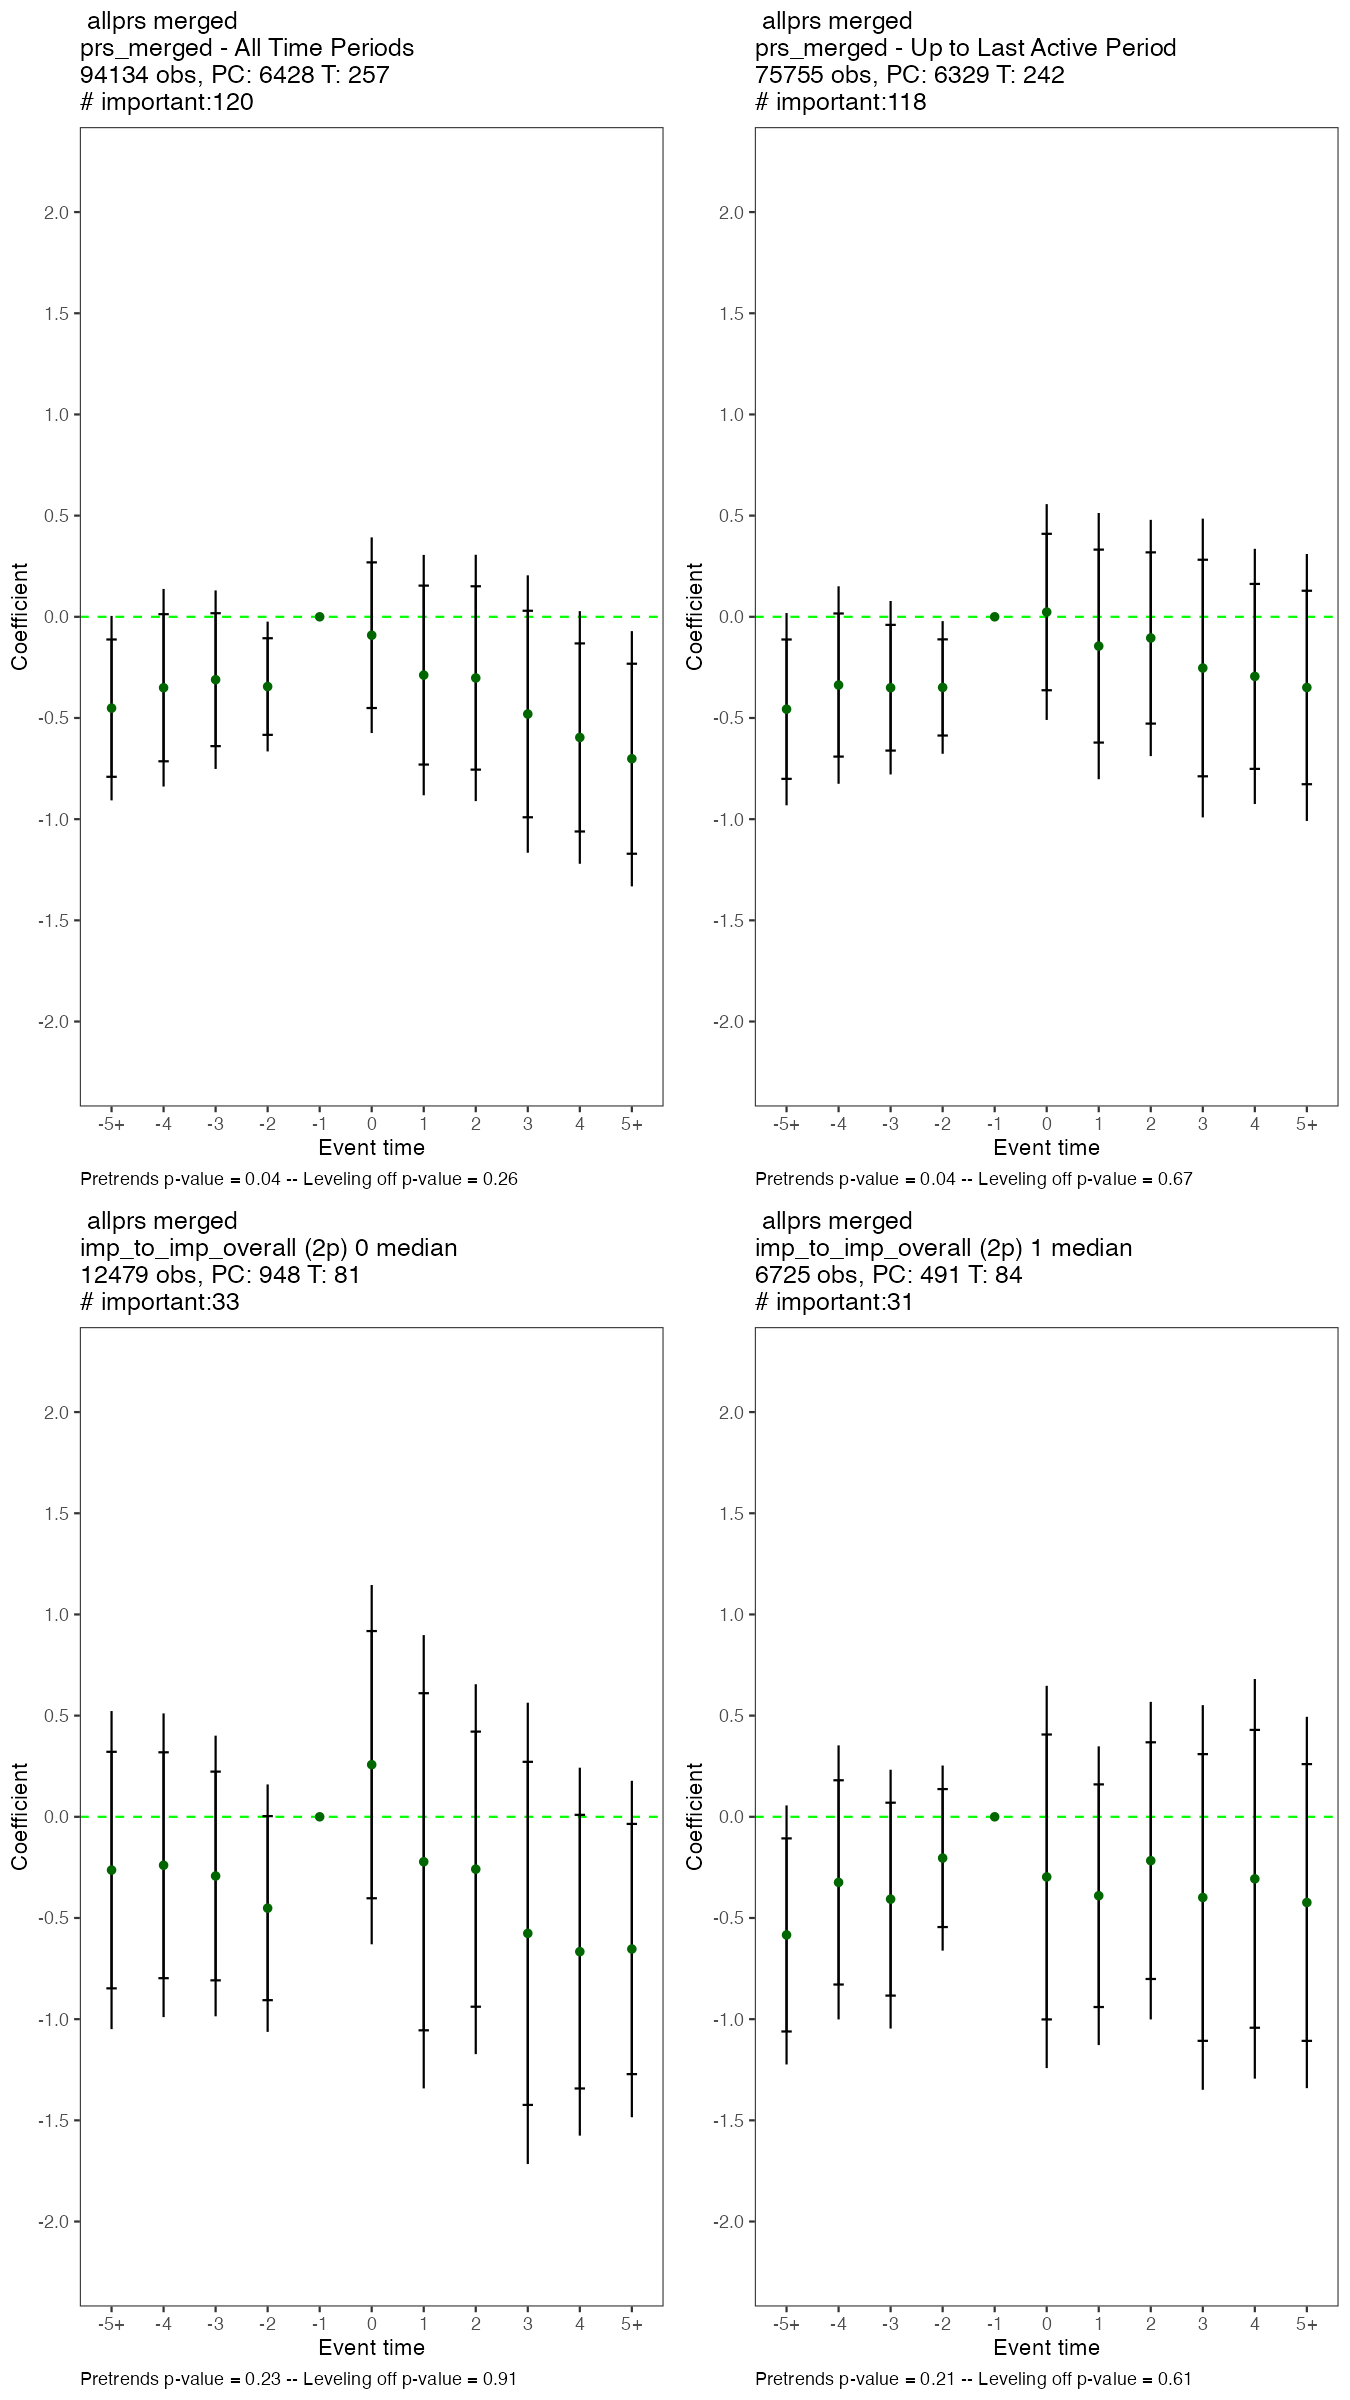 allprs merged
prs_merged - All Time Periods
94134 obs, PC: 6428 T: 257
# important:120
2.0
1.5
1.0
0.5
0.0
-0.5
-1.0
-1.5
-2.0
Coefficient
-5+ -4 -3 -2 -1 0 1 2 3 4 5+
Event time
Pretrends p-value = 0.04 -- Leveling off p-value = 0.26
allprs merged
prs_merged - Up to Last Active Period
75755 obs, PC: 6329 T: 242
# important:118
2.0
1.5
1.0
0.5
0.0
-0.5
-1.0
-1.5
-2.0
Coefficient
-5+ -4 -3 -2 -1 0 1 2 3 4 5+
Event time
Pretrends p-value = 0.04 -- Leveling off p-value = 0.67
allprs merged
imp_to_imp_overall (2p) 0 median
12479 obs, PC: 948 T: 81
# important:33
2.0
1.5
1.0
0.5
0.0
-0.5
-1.0
-1.5
-2.0
Coefficient
-5+ -4 -3 -2 -1 0 1 2 3 4 5+
Event time
Pretrends p-value = 0.23 -- Leveling off p-value = 0.91
allprs merged
imp_to_imp_overall (2p) 1 median
6725 obs, PC: 491 T: 84
# important:31
2.0
1.5
1.0
0.5
0.0
-0.5
-1.0
-1.5
-2.0
Coefficient
-5+ -4 -3 -2 -1 0 1 2 3 4 5+
Event time
Pretrends p-value = 0.21 -- Leveling off p-value = 0.61